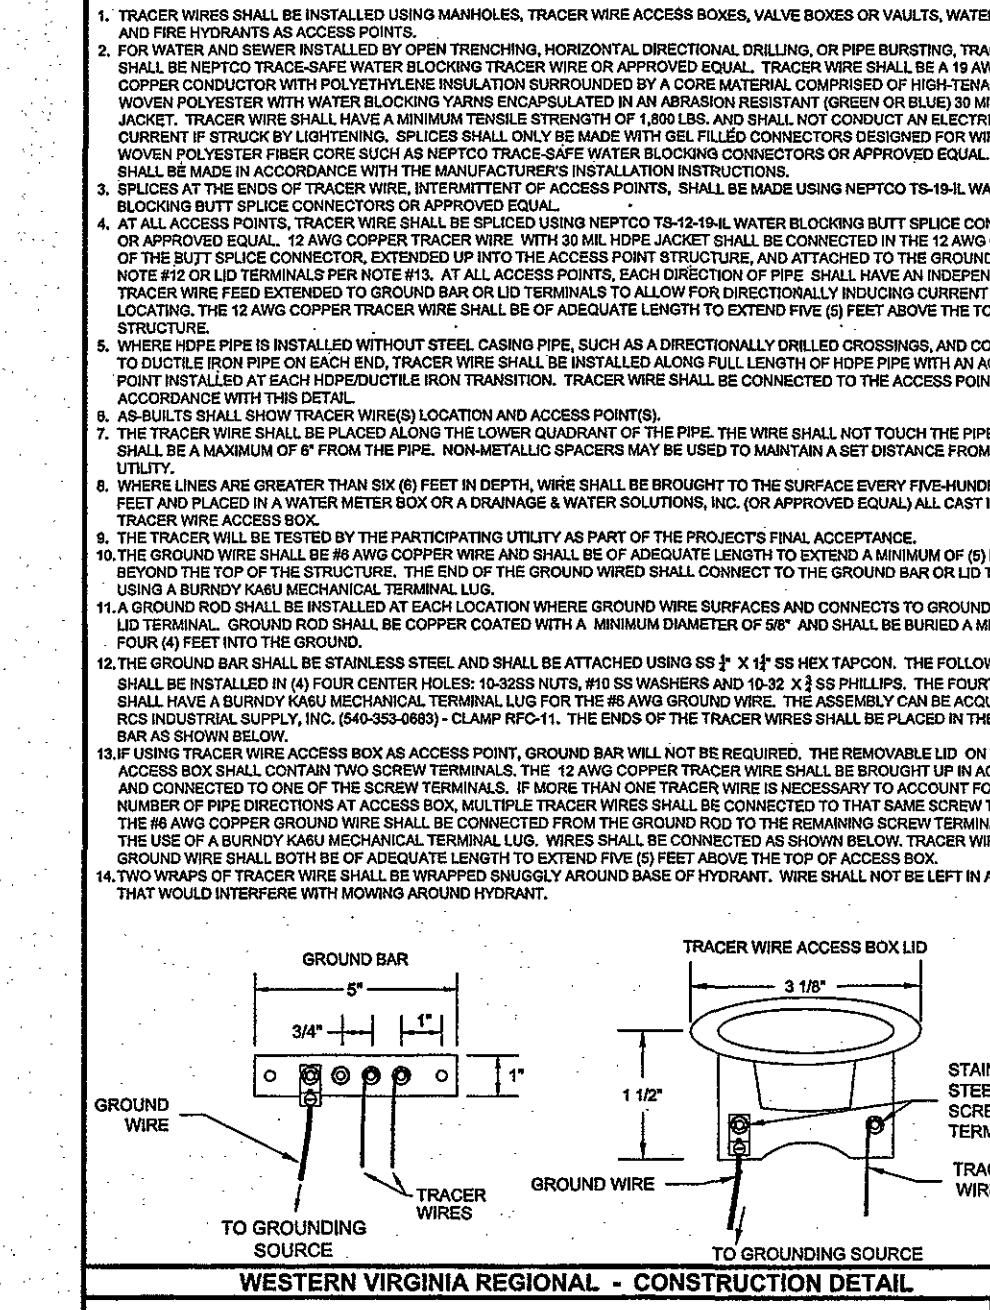 1. TRACER WIRES SHALL BE INSTALLED USING MANHOLES, TRACER WIRE ACCESS BOXES, VALVE BOXES OR VAULTS, WATE
AND FIRE HYDRANTS AS ACCESS POINTS.
2. FOR WATER AND SEWER INSTALLED BY OPEN TRENCHING, HORIZONTAL DIRECTIONAL DRILLING, OR PIPE BURSTING, TRA
SHALL BE NEPTCO TRACE-SAFE WATER BLOCKING TRACER WIRE OR APPROVED EQUAL. TRACER WIRE SHALL BE A 19 AW
COPPER CONDUCTOR WITH POLYETHYLENE INSULATION SURROUNDED BY A CORE MATERIAL COMPRISED OF HIGH-TENA
WOVEN POLYESTER WITH WATER BLOCKING YARNS ENCAPSULATED IN AN ABRASION RESISTANT (GREEN OR BLUE) 30 MI
JACKET. TRACER WIRE SHALL HAVE A MINIMUM TENSILE STRENGTH OF 1,800 LBS. AND SHALL NOT CONDUCT AN ELECTRI
CURRENT IF STRUCK BY LIGHTENING. SPLICES SHALL ONLY BE MADE WITH GEL FILLED CONNECTORS DESIGNED FOR WI
WOVEN POLYESTER FIBER CORE SUCH AS NEPTCO TRACE-SAFE WATER BLOCKING CONNECTORS OR APPROVED EQUAL.
SHALL BE MADE IN ACCORDANCE WITH THE MANUFACTURER'S INSTALLATION INSTRUCTIONS.
3. SPLICES AT THE ENDS OF TRACER WIRE, INTERMITTENT OF ACCESS POINTS, SHALL BE MADE USING NEPTCO TS-19-IL WA
BLOCKING BUTT SPLICE CONNECTORS OR APPROVED EQUAL.
4. AT ALL ACCESS POINTS, TRACER WIRE SHALL BE SPLICED USING NEPTCO TS-12-19-IL WATER BLOCKING BUTT SPLICE CON
OR APPROVED EQUAL. 12 AWG COPPER TRACER WIRE WITH 30 MIL HDPE JACKET SHALL BE CONNECTED IN THE 12 AWG
OF THE BUTT SPLICE CONNECTOR, EXTENDED UP INTO THE ACCESS POINT STRUCTURE, AND ATTACHED TO THE GROUND
NOTE #12 OR LID TERMINALS PER NOTE #13. AT ALL ACCESS POINTS, EACH DIRECTION OF PIPE SHALL HAVE AN INDEPEN
TRACER WIRE FEED EXTENDED TO GROUND BAR OR LID TERMINALS TO ALLOW FOR DIRECTIONALLY INDUCING CURRENT
LOCATING. THE 12 AWG COPPER TRACER WIRE SHALL BE OF ADEQUATE LENGTH TO EXTEND FIVE (5) FEET ABOVE THE TO
STRUCTURE.
5. WHERE HDPE PIPE IS INSTALLED WITHOUT STEEL CASING PIPE, SUCH AS A DIRECTIONALLY DRILLED CROSSINGS, AND CO
TO DUCTILE IRON PIPE ON EACH END, TRACER WIRE SHALL BE INSTALLED ALONG FULL LENGTH OF HDPE PIPE WITH AN A
POINT INSTALLED AT EACH HDPE/DUCTILE IRON TRANSITION. TRACER WIRE SHALL BE CONNECTED TO THE ACCESS POIN
ACCORDANCE WITH THIS DETAIL.
6. AS-BUILTS SHALL SHOW TRACER WIRE(S) LOCATION AND ACCESS POINT(S).
7. THE TRACER WIRE SHALL BE PLACED ALONG THE LOWER QUADRANT OF THE PIPE. THE WIRE SHALL NOT TOUCH THE PIPE
SHALL BE A MAXIMUM OF 6" FROM THE PIPE. NON-METALLIC SPACERS MAY BE USED TO MAINTAIN A SET DISTANCE FROM
UTILITY.
8. WHERE LINES ARE GREATER THAN SIX (6) FEET IN DEPTH, WIRE SHALL BE BROUGHT TO THE SURFACE EVERY FIVE-HUND
FEET AND PLACED IN A WATER METER BOX OR A DRAINAGE & WATER SOLUTIONS, INC. (OR APPROVED EQUAL) ALL CAST I
TRACER WIRE ACCESS BOX.
9. THE TRACER WILL BE TESTED BY THE PARTICIPATING UTILITY AS PART OF THE PROJECT'S FINAL ACCEPTANCE.
10. THE GROUND WIRE SHALL BE #6 AWG COPPER WIRE AND SHALL BE OF ADEQUATE LENGTH TO EXTEND A MINIMUM OF (5)
BEYOND THE TOP OF THE STRUCTURE. THE END OF THE GROUND WIRED SHALL CONNECT TO THE GROUND BAR OR LID T
USING A BURNDY KA6U MECHANICAL TERMINAL LUG.
11. A GROUND ROD SHALL BE INSTALLED AT EACH LOCATION WHERE GROUND WIRE SURFACES AND CONNECTS TO GROUND
LID TERMINAL. GROUND ROD SHALL BE COPPER COATED WITH A MINIMUM DIAMETER OF 5/8" AND SHALL BE BURIED A MI
FOUR (4) FEET INTO THE GROUND.
12. THE GROUND BAR SHALL BE STAINLESS STEEL AND SHALL BE ATTACHED USING SS X SS HEX TAPCON. THE FOLLOW
SHALL BE INSTALLED IN (4) FOUR CENTER HOLES: 10-32SS NUTS, #10 SS WASHERS AND 10-32 X SS PHILLIPS. THE FOURT
SHALL HAVE A BURNDY KA6U MECHANICAL TERMINAL LUG FOR THE #6 AWG GROUND WIRE. THE ASSEMBLY CAN BE ACQU
RCS INDUSTRIAL SUPPLY, INC. (540-353-0683) - CLAMP RFC-11. THE ENDS OF THE TRACER WIRES SHALL BE PLACED IN THE
BAR AS SHOWN BELOW.
13. IF USING TRACER WIRE ACCESS BOX AS ACCESS POINT, GROUND BAR WILL NOT BE REQUIRED. THE REMOVABLE LID ON
ACCESS BOX SHALL CONTAIN TWO SCREW TERMINALS. THE 12 AWG COPPER TRACER WIRE SHALL BE BROUGHT UP IN AC
AND CONNECTED TO ONE OF THE SCREW TERMINALS. IF MORE THAN ONE TRACER WIRE IS NECESSARY TO ACCOUNT FO
NUMBER OF PIPE DIRECTIONS AT ACCESS BOX, MULTIPLE TRACER WIRES SHALL BE CONNECTED TO THAT SAME SCREW T
THE #6 AWG COPPER GROUND WIRE SHALL BE CONNECTED FROM THE GROUND ROD TO THE REMAINING SCREW TERMIN
THE USE OF A BURNDY KA6U MECHANICAL TERMINAL LUG. WIRES SHALL BE CONNECTED AS SHOWN BELOW. TRACER WI
GROUND WIRE SHALL BOTH BE OF ADEQUATE LENGTH TO EXTEND FIVE (5) FEET ABOVE THE TOP OF ACCESS BOX.
14. TWO WRAPS OF TRACER WIRE SHALL BE WRAPPED SNUGGLY AROUND BASE OF HYDRANT. WIRE SHALL NOT BE LEFT IN A
THAT WOULD INTERFERE WITH MOWING AROUND HYDRANT.
GROUND BAR
5"
3/4"
1"
1"
GROUND
WIRE
TRACER
WIRES
TO GROUNDING
SOURCE
TRACER WIRE ACCESS BOX LID
3 1/8"
1 1/2"
STAIN
STEE
SCRE
TERM
GROUND WIRE
TRAC
WIR
TO GROUNDING SOURCE
WESTERN VIRGINIA REGIONAL - CONSTRUCTION DETAIL